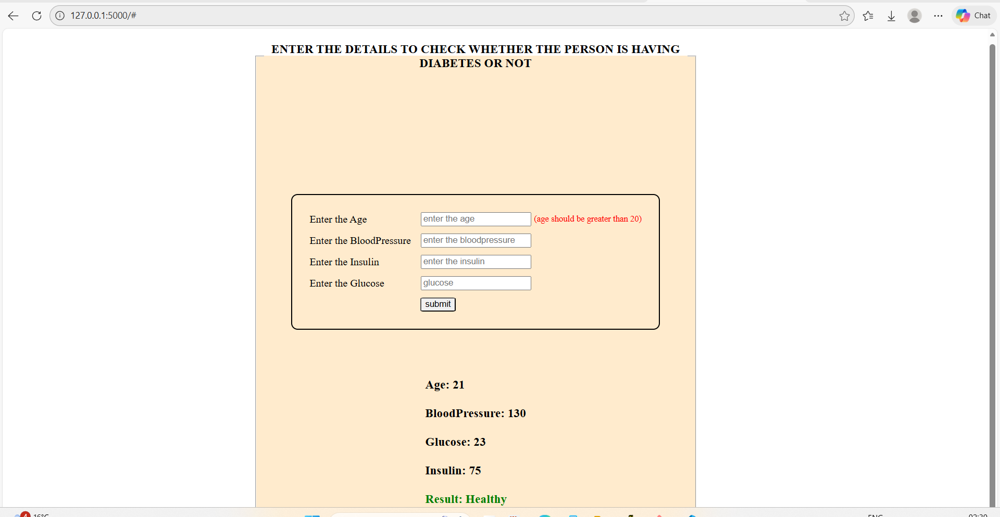 127.0.0.1:5000/#
Chat
ENTER THE DETAILS TO CHECK WHETHER THE PERSON IS HAVING
DIABETES OR NOT
Enter the Age enter the age (age should be greater than 20)
Enter the BloodPressure enter the bloodpressure
Enter the Insulin enter the insulin
Enter the Glucose glucose
submit
Age: 21
BloodPressure: 130
Glucose: 23
Insulin: 75
Result: Healthy